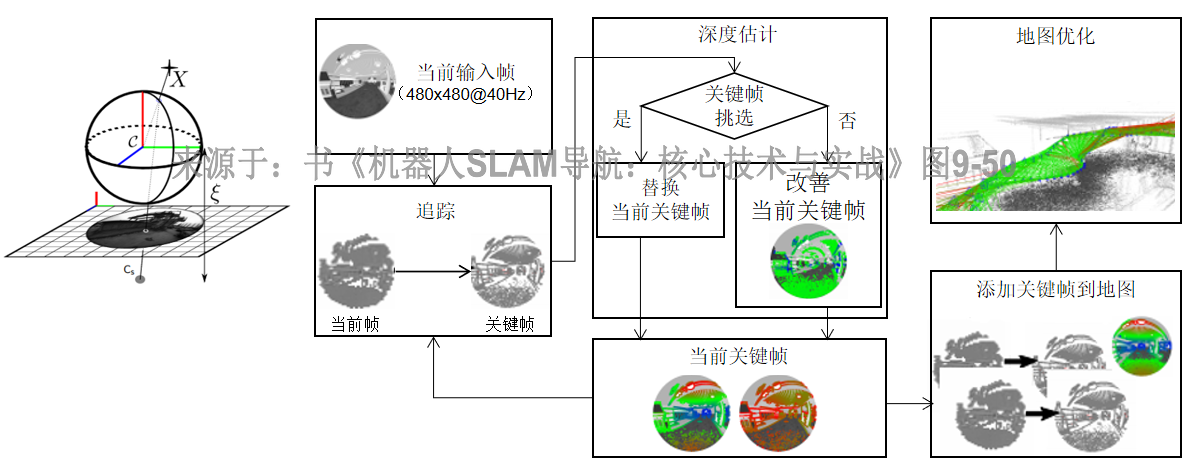 X
C
ξ
Cs
当前输入帧
（480x480@40Hz）
追踪
当前帧
关键帧
深度估计
关键帧
挑选
是
否
替换
当前关键帧
改善
当前关键帧
当前关键帧
地图优化
添加关键帧到地图
来源于：书《机器人SLAM导航：核心技术与实战》图9-50